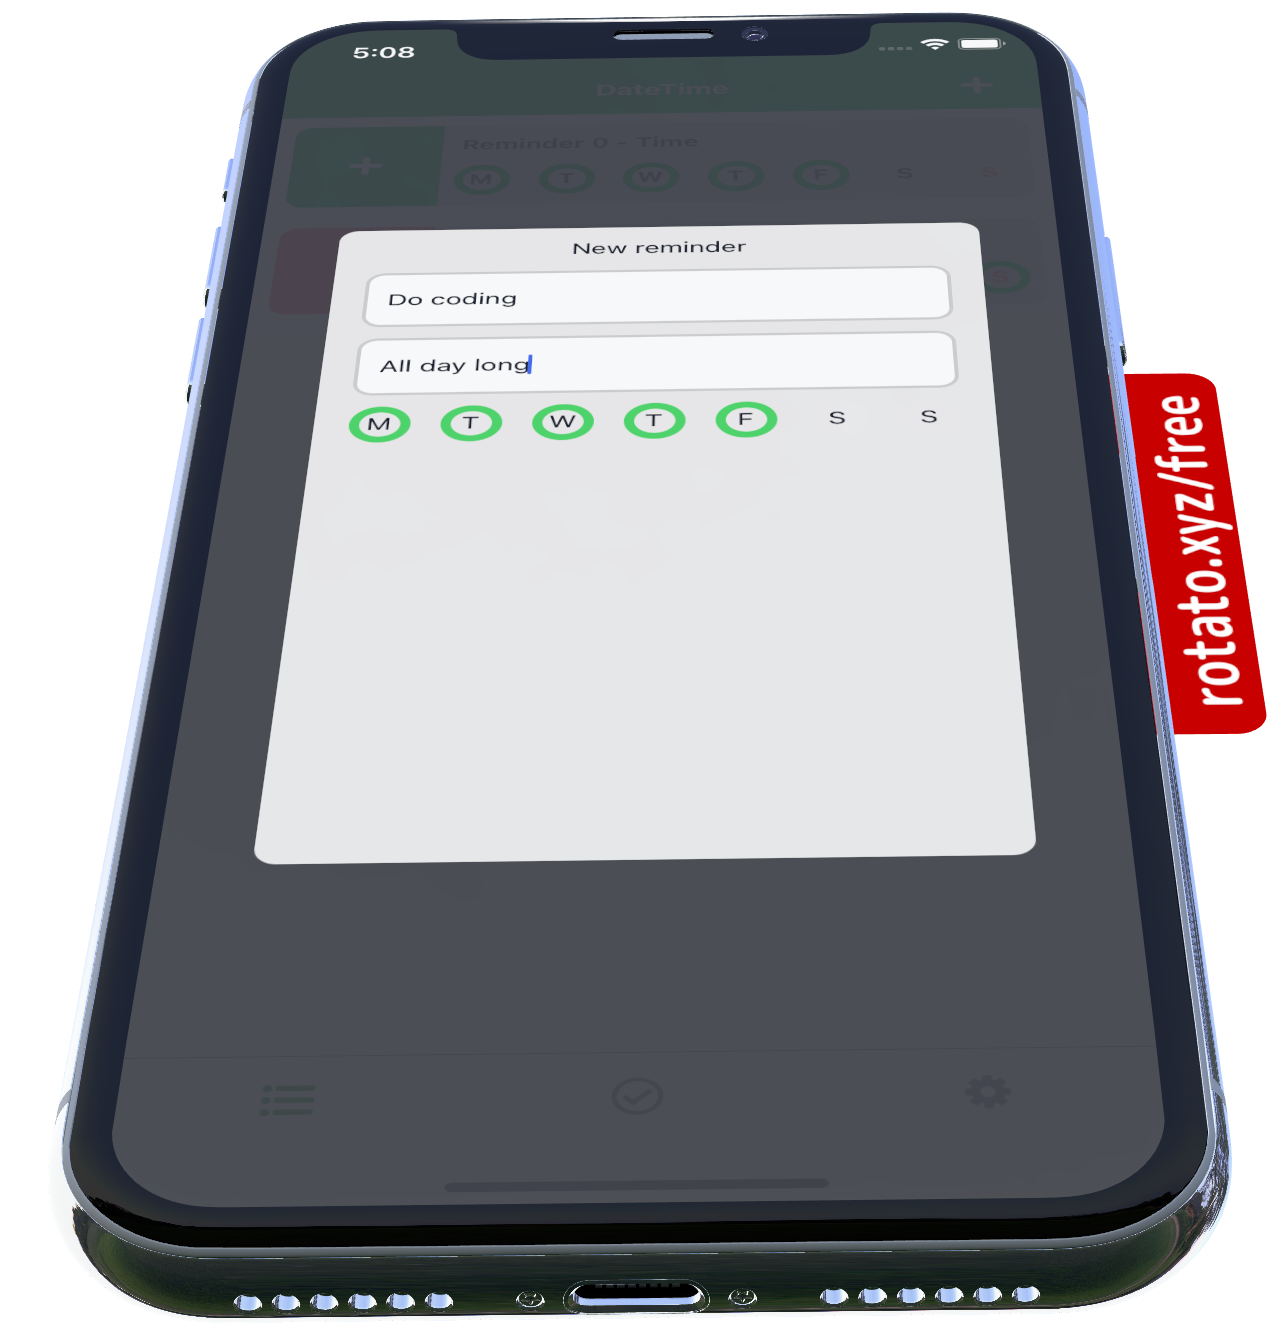 5:08
DateTime
Reminder 0 - Time
M T W T F S S
S
New reminder
Do coding
All day long
M T W T F S S
rotato.xyz/free